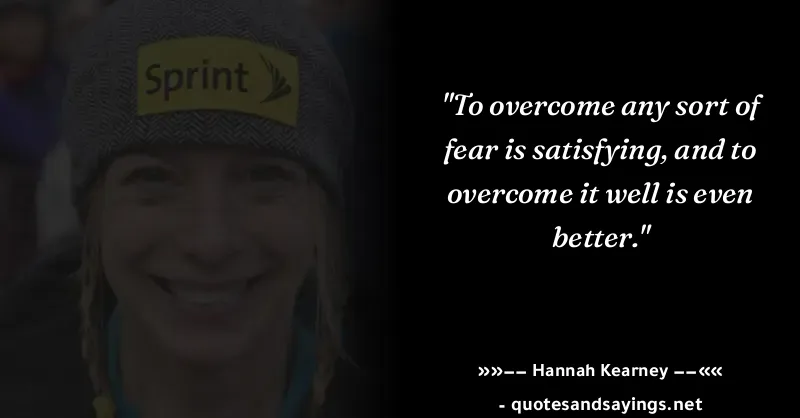 Sprint
"To overcome any sort of
fear is satisfying, and to
overcome it well is even
better."
»»−− Hannah Kearney −−««
- quotesandsayings.net